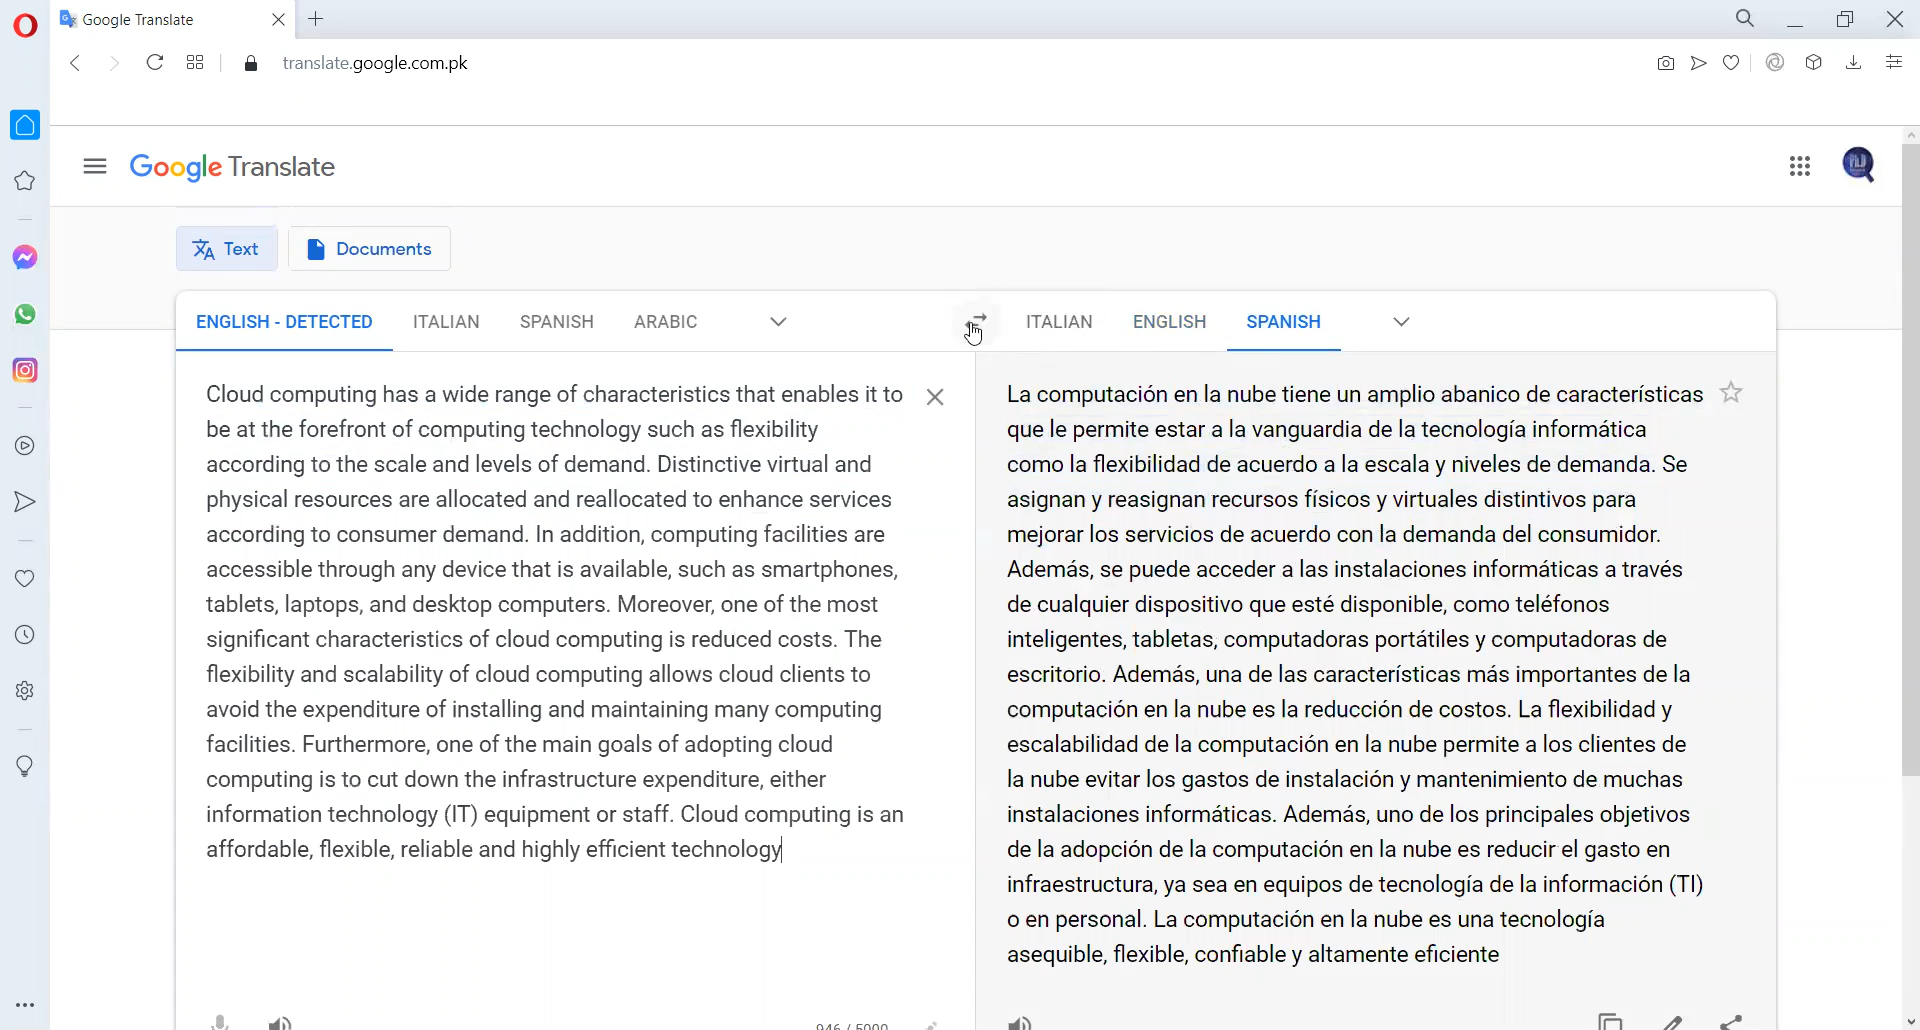 Google Translate
translate.google.com.pk
Google Translate
Text
Documents
ENGLISH - DETECTED
ITALIAN
SPANISH
ARABIC
ITALIAN
ENGLISH
SPANISH
Cloud computing has a wide range of characteristics that enables it to
be at the forefront of computing technology such as flexibility
according to the scale and levels of demand. Distinctive virtual and
physical resources are allocated and reallocated to enhance services
according to consumer demand. In addition, computing facilities are
accessible through any device that is available, such as smartphones,
tablets, laptops, and desktop computers. Moreover, one of the most
significant characteristics of cloud computing is reduced costs. The
flexibility and scalability of cloud computing allows cloud clients to
avoid the expenditure of installing and maintaining many computing
facilities. Furthermore, one of the main goals of adopting cloud
computing is to cut down the infrastructure expenditure, either
information technology (IT) equipment or staff. Cloud computing is an
affordable, flexible, reliable and highly efficient technology
946 / 5000
La computación en la nube tiene un amplio abanico de características
que le permite estar a la vanguardia de la tecnología informática
como la flexibilidad de acuerdo a la escala y niveles de demanda. Se
asignan y reasignan recursos físicos y virtuales distintivos para
mejorar los servicios de acuerdo con la demanda del consumidor.
Además, se puede acceder a las instalaciones informáticas a través
de cualquier dispositivo que esté disponible, como teléfonos
inteligentes, tabletas, computadoras portátiles y computadoras de
escritorio. Además, una de las características más importantes de la
computación en la nube es la reducción de costos. La flexibilidad y
escalabilidad de la computación en la nube permite a los clientes de
la nube evitar los gastos de instalación y mantenimiento de muchas
instalaciones informáticas. Además, uno de los principales objetivos
de la adopción de la computación en la nube es reducir el gasto en
infraestructura, ya sea en equipos de tecnología de la información (TI)
o en personal. La computación en la nube es una tecnología
asequible, flexible, confiable y altamente eficiente